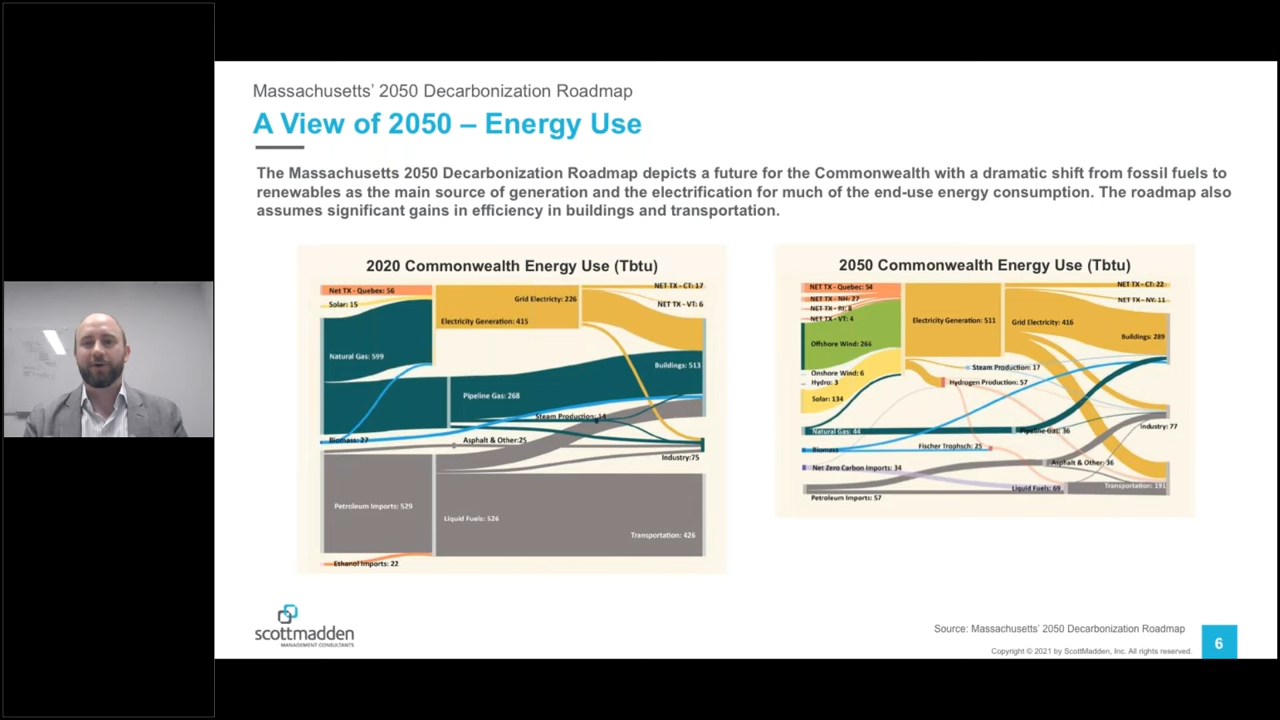 Massachusetts' 2050 Decarbonization Roadmap
A View of 2050 – Energy Use
The Massachusetts 2050 Decarbonization Roadmap depicts a future for the Commonwealth with a dramatic shift from fossil fuels to
renewables as the main source of generation and the electrification for much of the end-use energy consumption. The roadmap also
assumes significant gains in efficiency in buildings and transportation.
2020 Commonwealth Energy Use (Tbtu)
Net TX - Quebex: 56
Solar: 15
Natural Gas: 599
Biomass: 27
Petroleum Imports: 529
Ethanol Imports: 22
Grid Electricty: 226
Electricity Generation: 415
Pipeline Gas: 268
Steam Production: 14
Asphalt & Other:25
Liquid Fuels: 526
NET TX - CT: 17
NET TX - VT: 6
Buildings: 513
Industry:75
Transportation: 426
2050 Commonwealth Energy Use (Tbtu)
NET TX - Quebec: 54
NET TX - NH: 27
NET TX - RI: 8
NET TX - VT: 4
Offshore Wind: 266
Onshore Wind: 6
Hydro: 3
Solar: 134
Natural Gas: 44
Biomass
Net Zero Carbon Imports: 34
Petroleum Imports: 57
Electricity Generation: 511
Grid Electricity: 416
Steam Production: 17
Hydrogen Production: 57
Pipeline Gas: 36
Fischer Trophsch: 25
Asphalt & Other: 36
Liquid Fuels: 69
NET TX - CT: 22
NET TX - NY: 11
Buildings: 289
Industry: 77
Transportation: 191
scottmadden
MANAGEMENT CONSULTANTS
Source: Massachusetts' 2050 Decarbonization Roadmap
Copyright © 2021 by ScottMadden, Inc. All rights reserved.
6